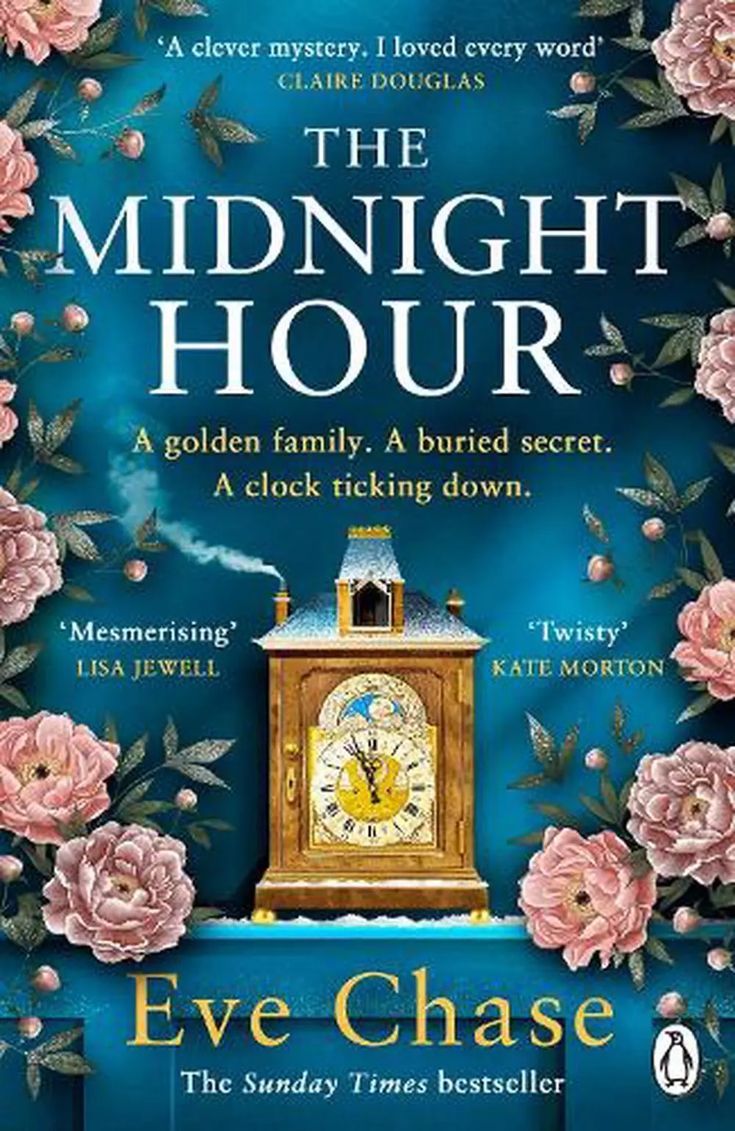 ‘A clever mystery. I loved every word’
CLAIRE DOUGLAS
THE
MIDNIGHT
HOUR
A golden family. A buried secret.
A clock ticking down.
‘Mesmerising’
LISA JEWELL
‘Twisty’
KATE MORTON
Eve Chase
The Sunday Times bestseller